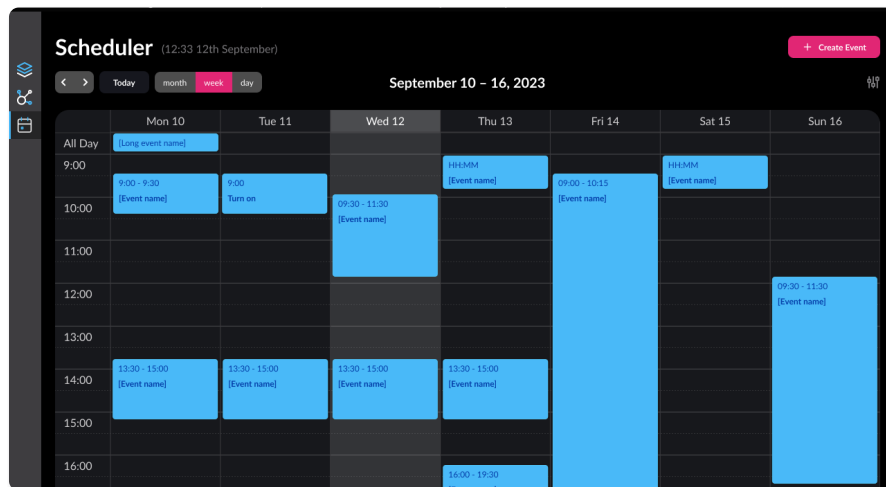 Scheduler (12:33 12th September)
+ Create Event
< > Today month week day
September 10 – 16, 2023
Mon 10 Tue 11 Wed 12 Thu 13 Fri 14 Sat 15 Sun 16
All Day [Long event name]
9:00
HH:MM
[Event name]
HH:MM
[Event name]
9:00 - 9:30
[Event name]
9:00
Turn on
09:00 - 10:15
[Event name]
09:30 - 11:30
[Event name]
10:00
11:00
12:00
09:30 - 11:30
[Event name]
13:00
13:30 - 15:00
[Event name]
13:30 - 15:00
[Event name]
13:30 - 15:00
[Event name]
13:30 - 15:00
[Event name]
14:00
15:00
16:00
16:00 - 19:30